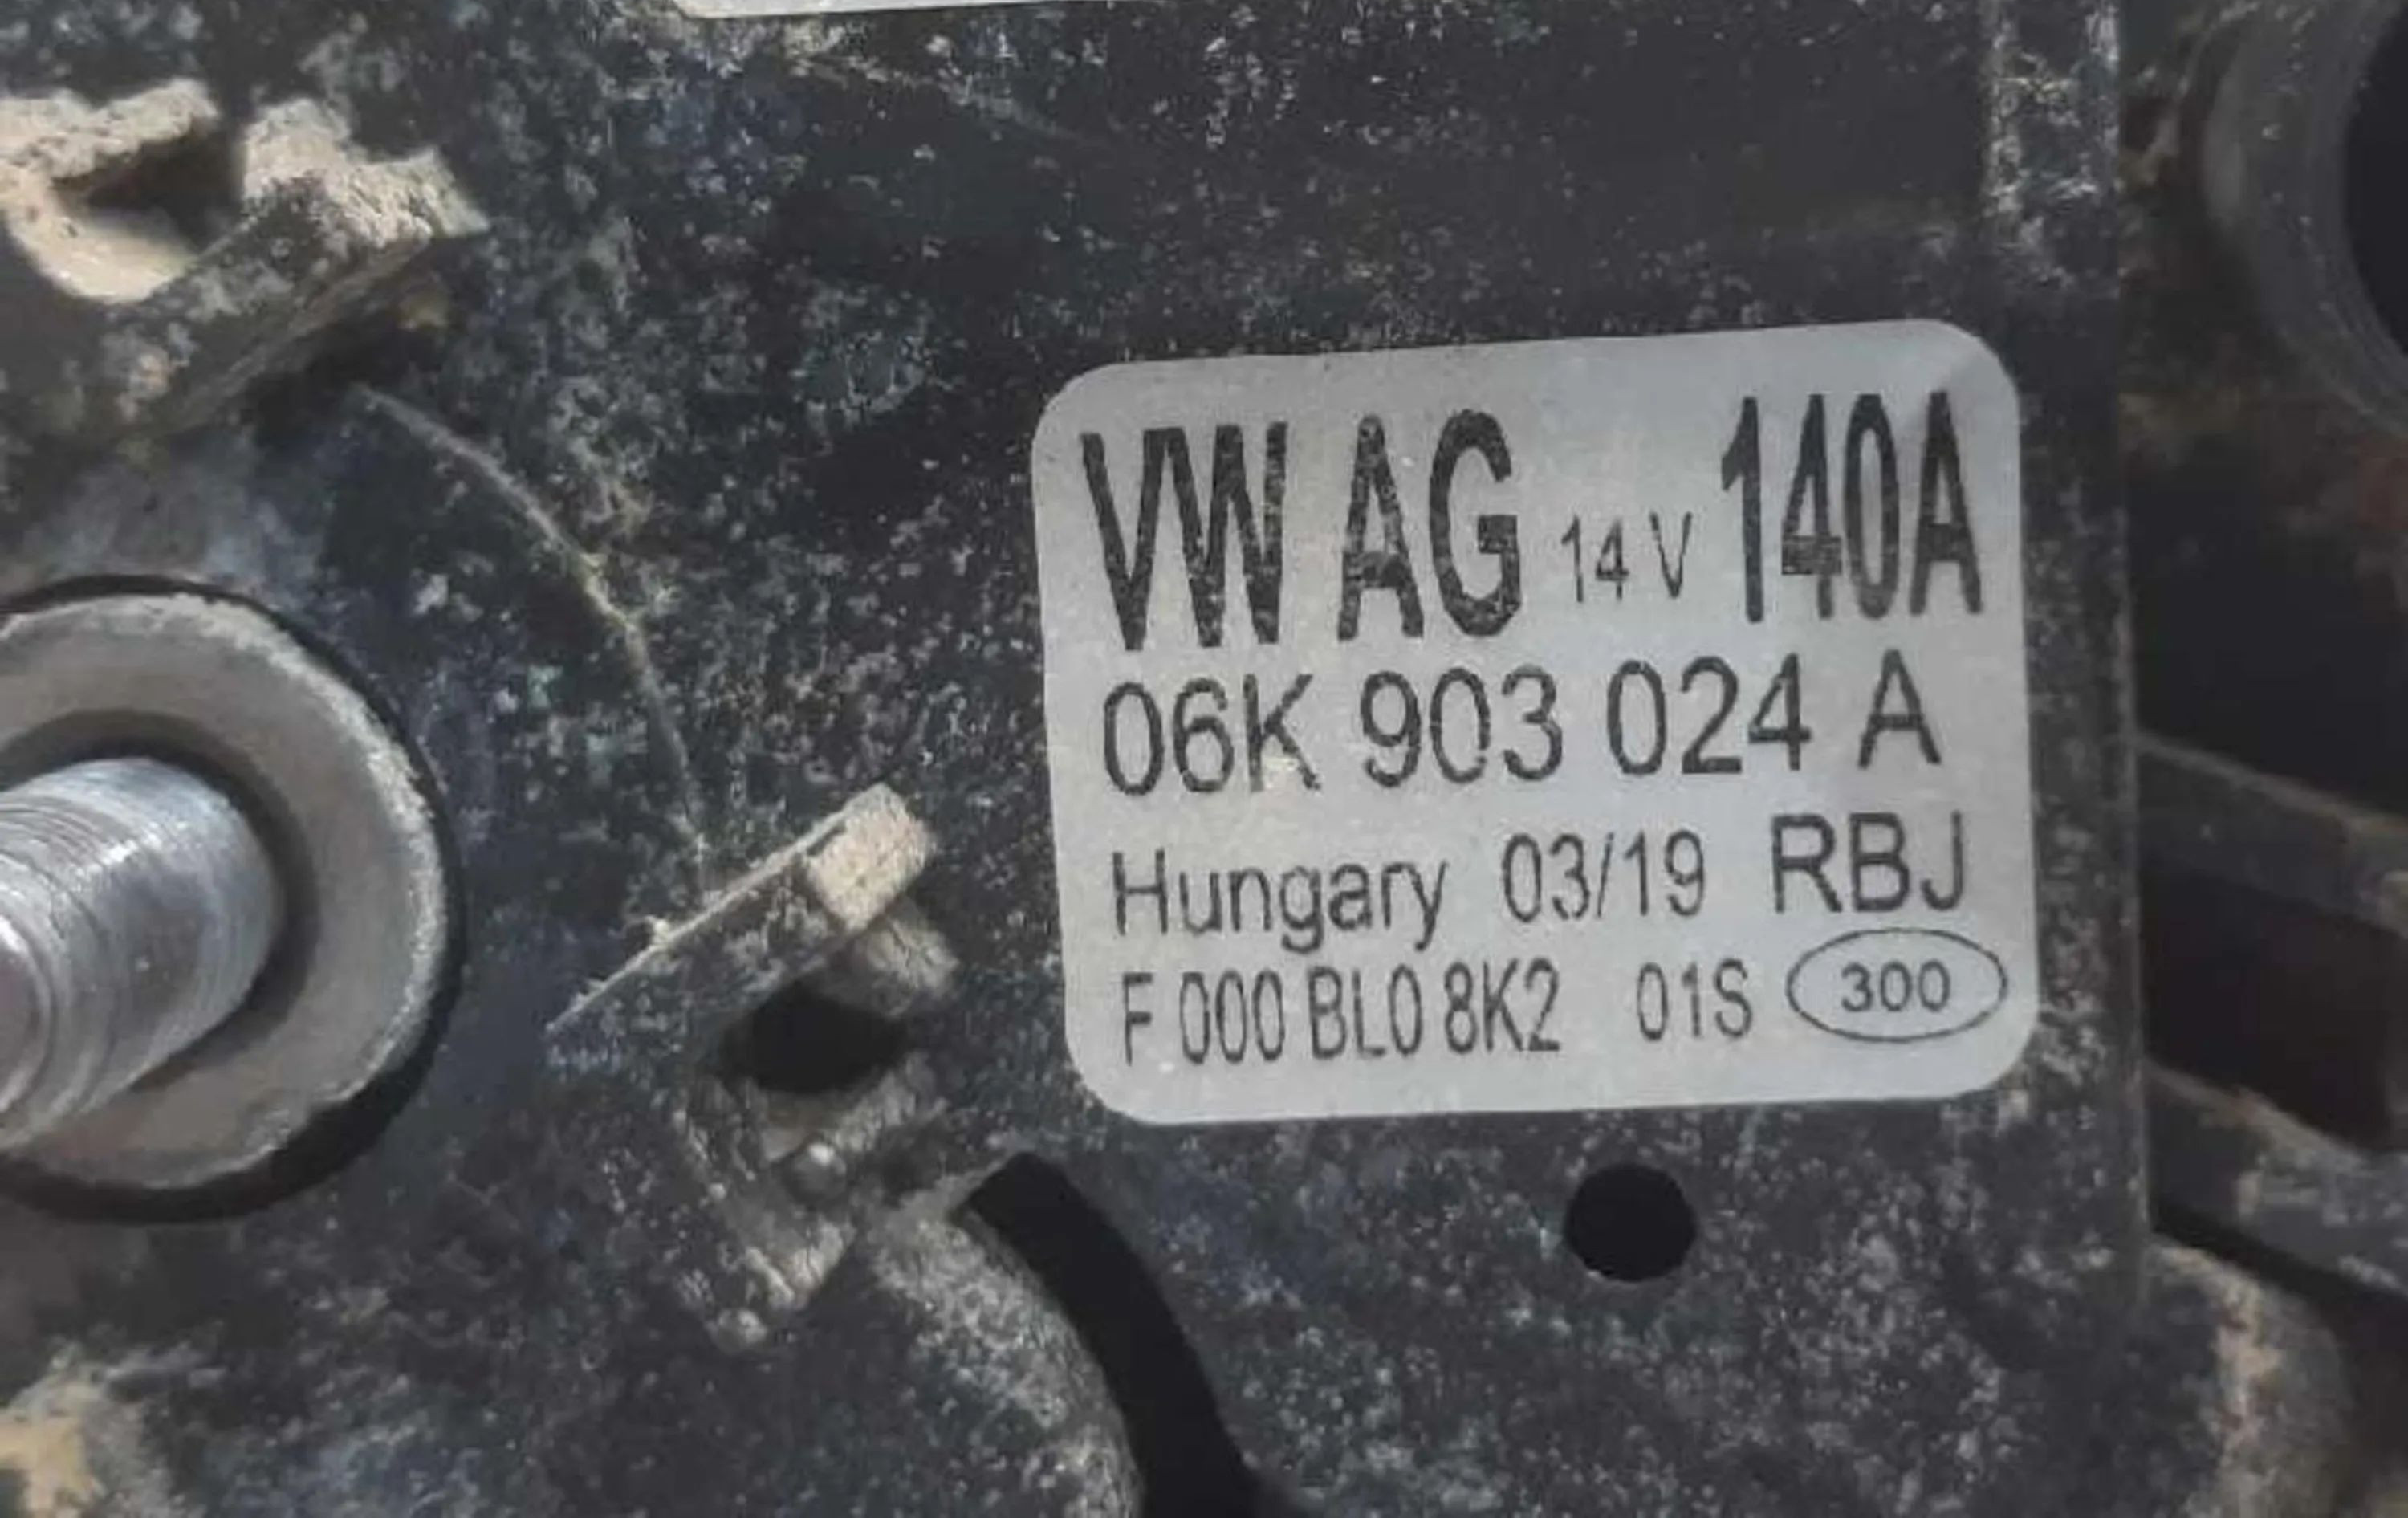 VW AG 14 V 140A
06K 903 024 A
Hungary 03/19 RBJ
F 000 BL0 8K2 01S 300